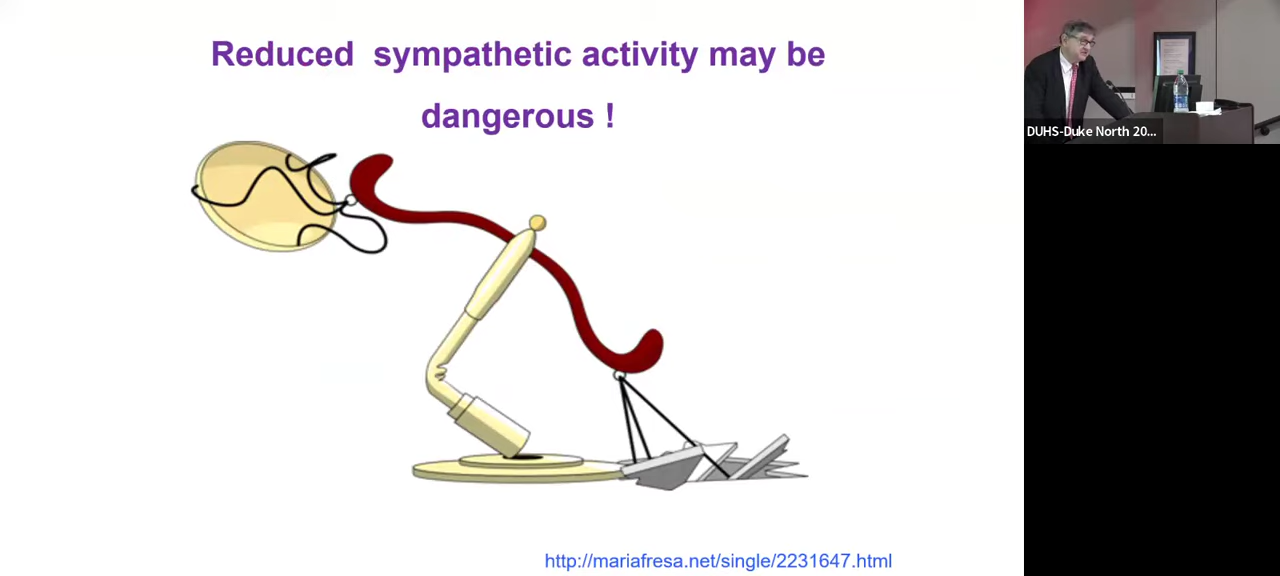 Reduced sympathetic activity may be
dangerous !
DUHS-Duke North 20...
http://mariafresa.net/single/2231647.html